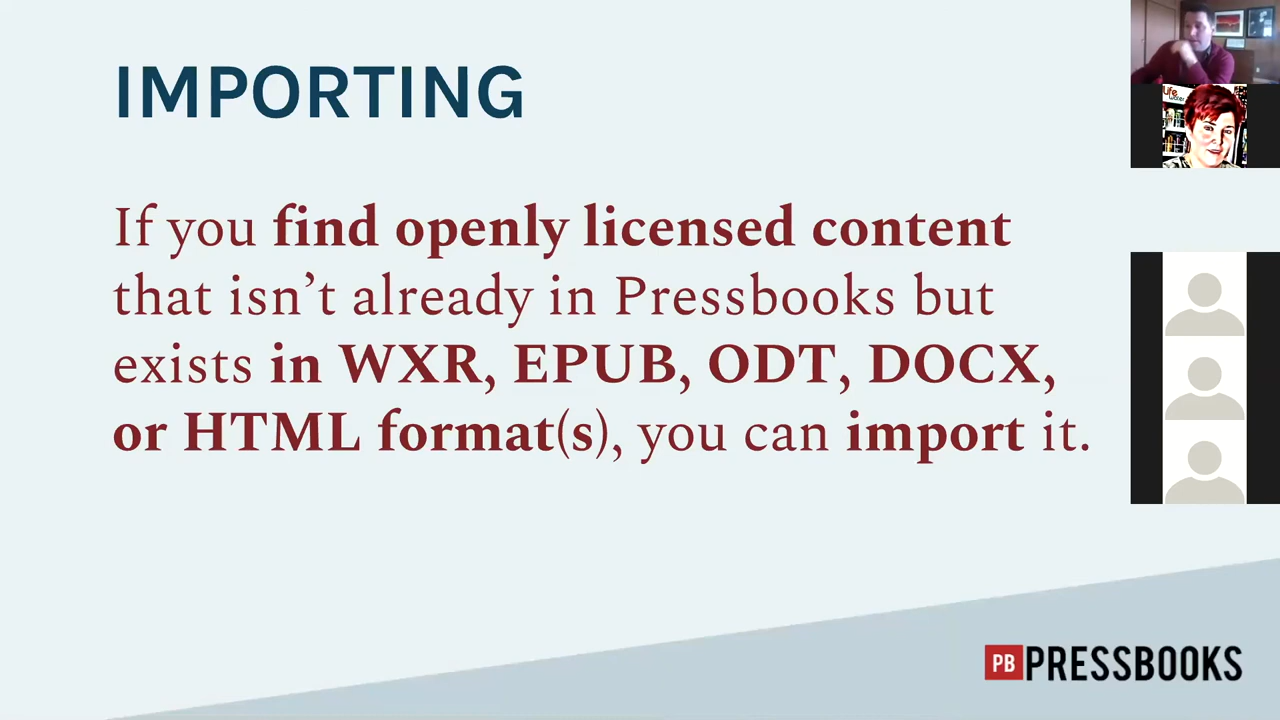 IMPORTING
If you find openly licensed content
that isn't already in Pressbooks but
exists in WXR, EPUB, ODT, DOCX,
or HTML format(s), you can import it.
PB PRESSBOOKS